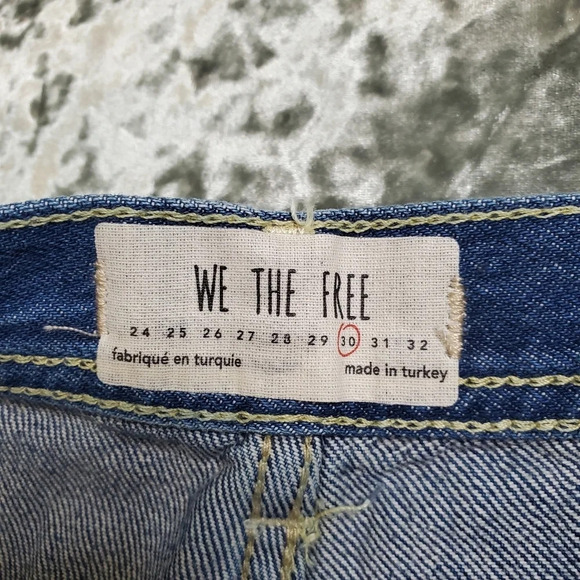 WE THE FREE
24 25 26 27 28 29 30 31 32
fabriqué en turquie
made in turkey